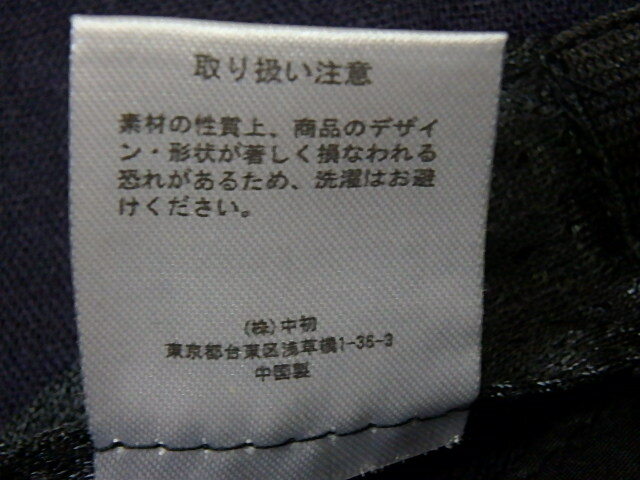 取り扱い注意
素材の性質上、商品のデザイ
ン・形状が著しく損なわれる
恐れがあるため、洗濯はお避
けください。
(株)中初
東京都台東区浅草橋1-36-3
中国製